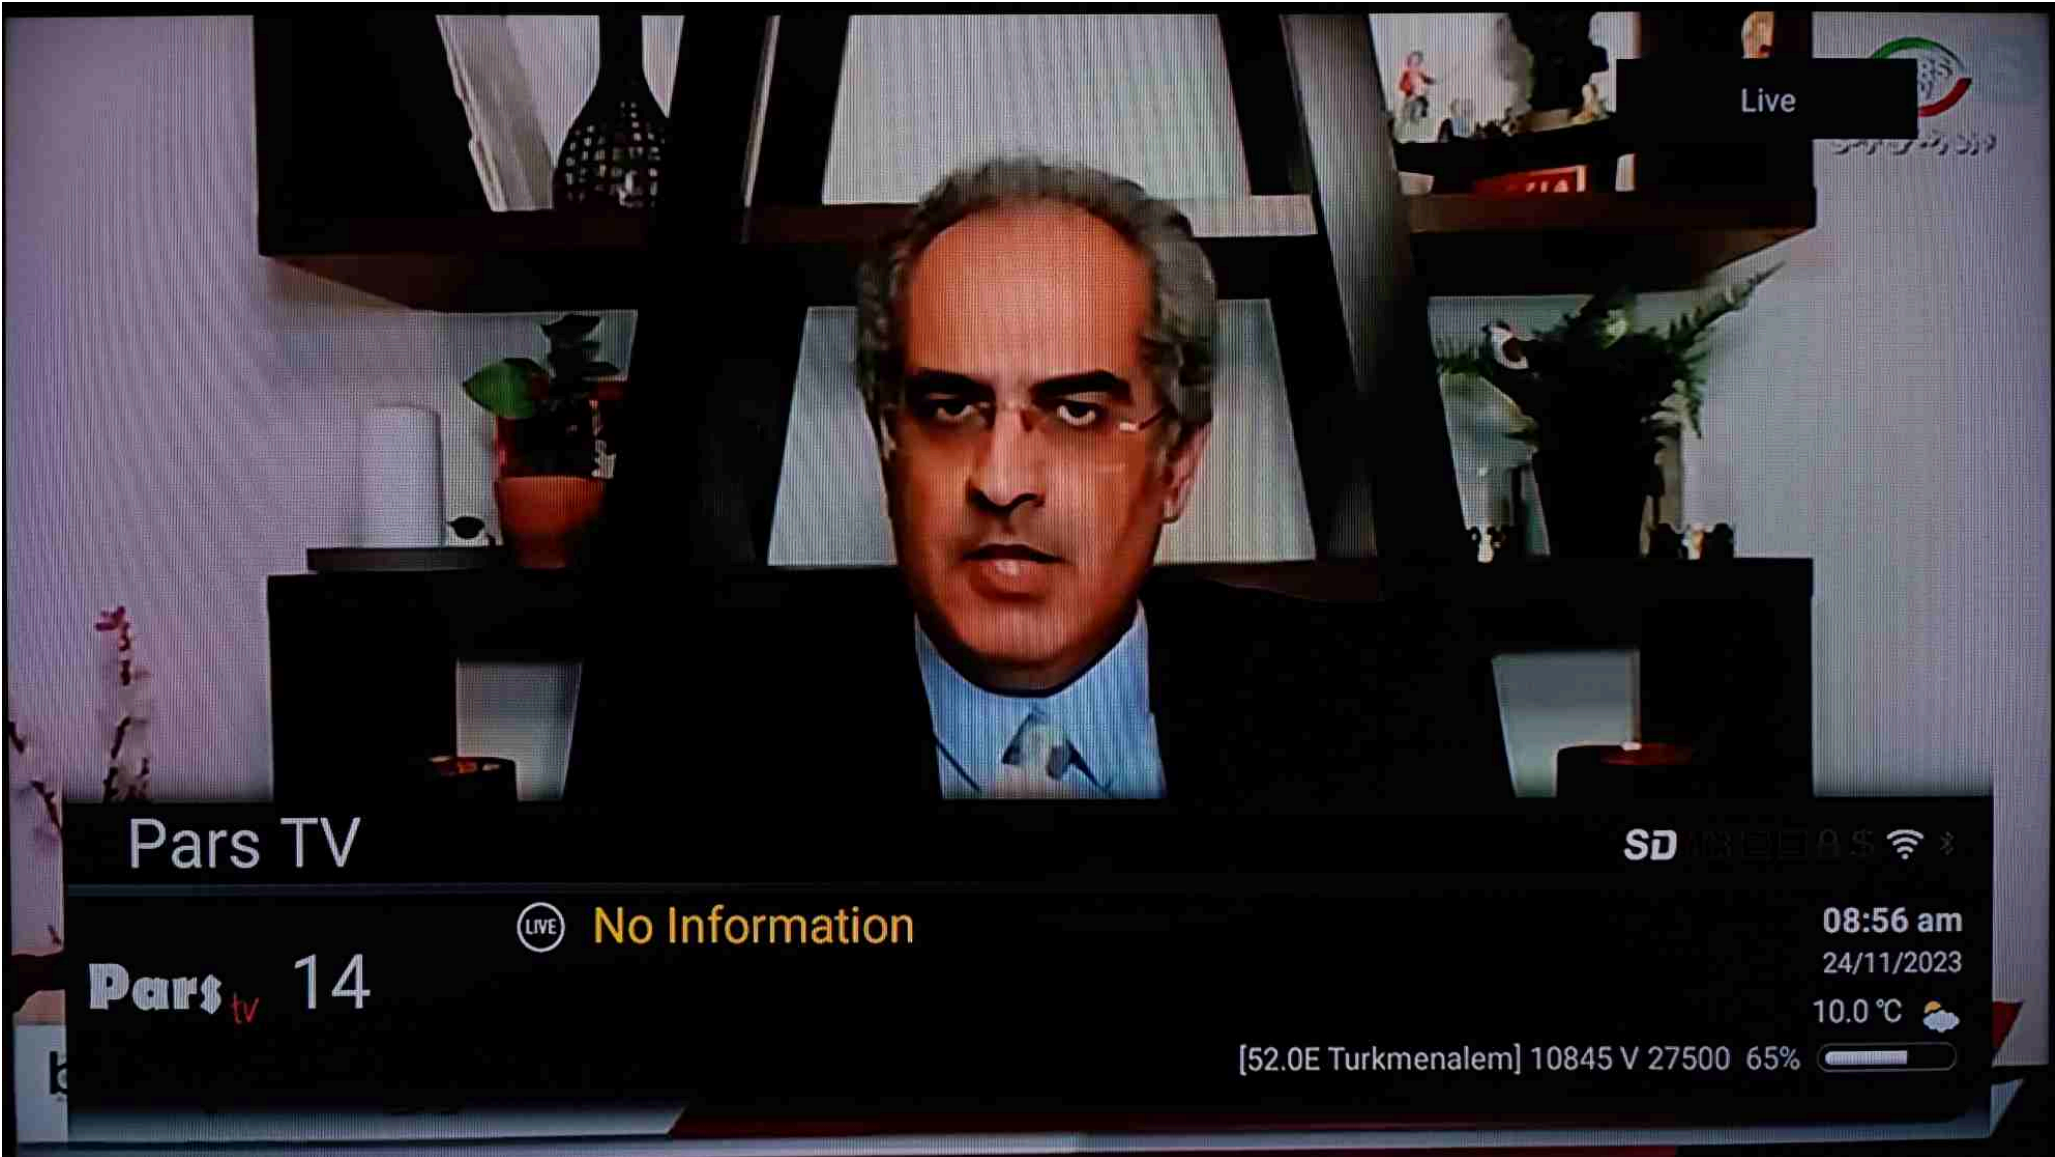 Live
Pars TV
SD
LIVE No Information
08:56 am
Pars tv 14
24/11/2023
10.0 °C
[52.0E Turkmenalem] 10845 V 27500 65%